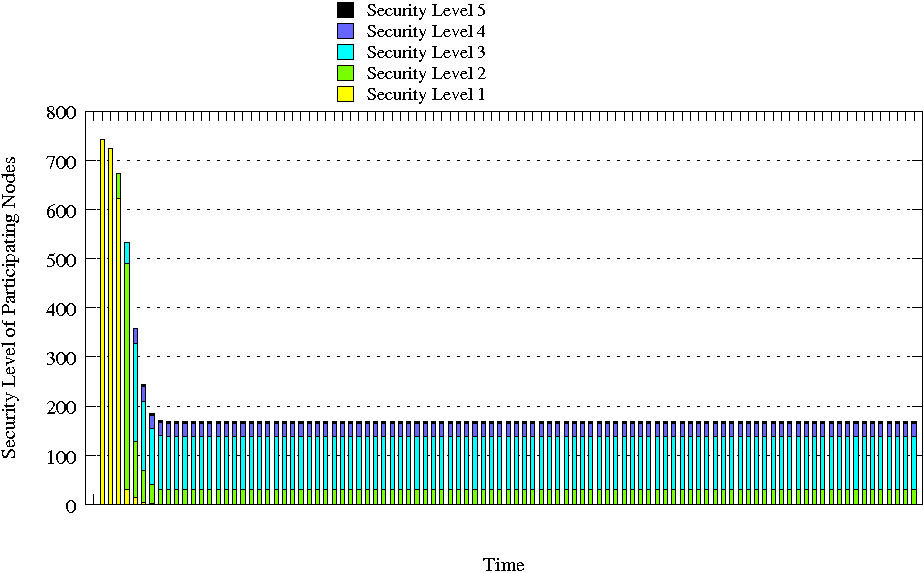 Security Level 5
Security Level 4
Security Level 3
Security Level 2
Security Level 1
800
700
600
500
400
300
200
100
0
Security Level of Participating Nodes
Time